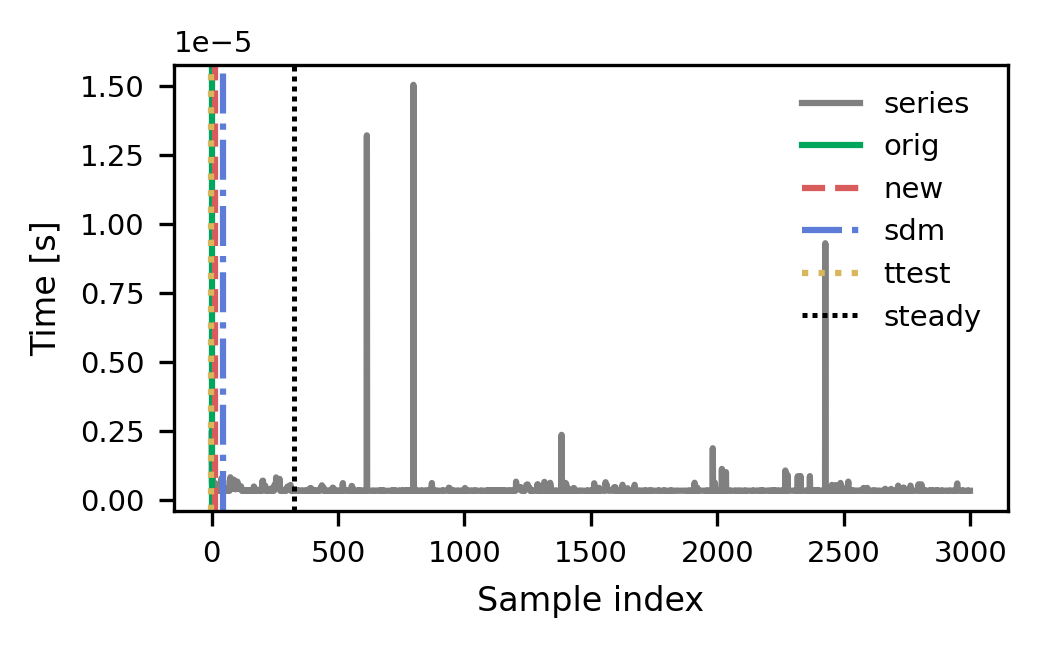 1e−5
1.50
1.25
1.00
0.75
0.50
0.25
0.00
Time [s]
series
orig
new
sdm
ttest
steady
0 500 1000 1500 2000 2500 3000
Sample index